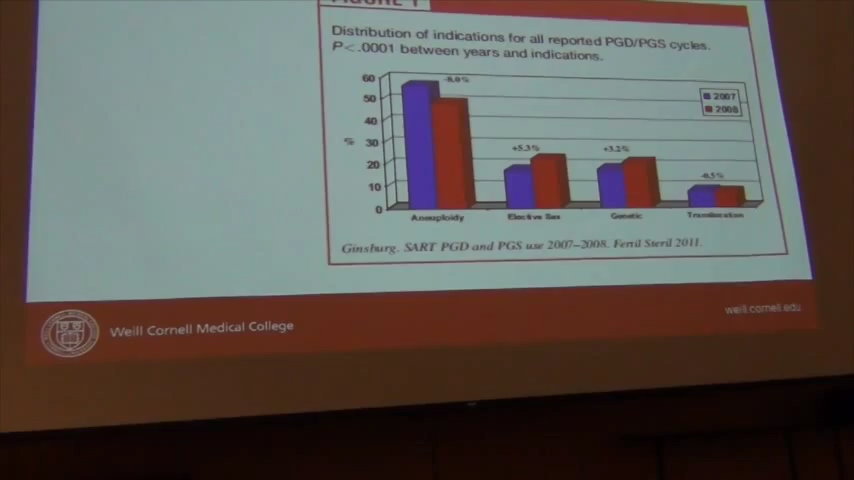 FIGURE 1
Distribution of indications for all reported PGD/PGS cycles.
P<.0001 between years and indications.
60
50
40
30
20
10
0
%
-8.0%
+5.3%
+3.2%
-0.5%
2007
2008
Aneuploidy
Elective Sex
Genetic
Translocation
Ginsburg. SART PGD and PGS use 2007–2008. Fertil Steril 2011.
Weill Cornell Medical College
weill.cornell.edu